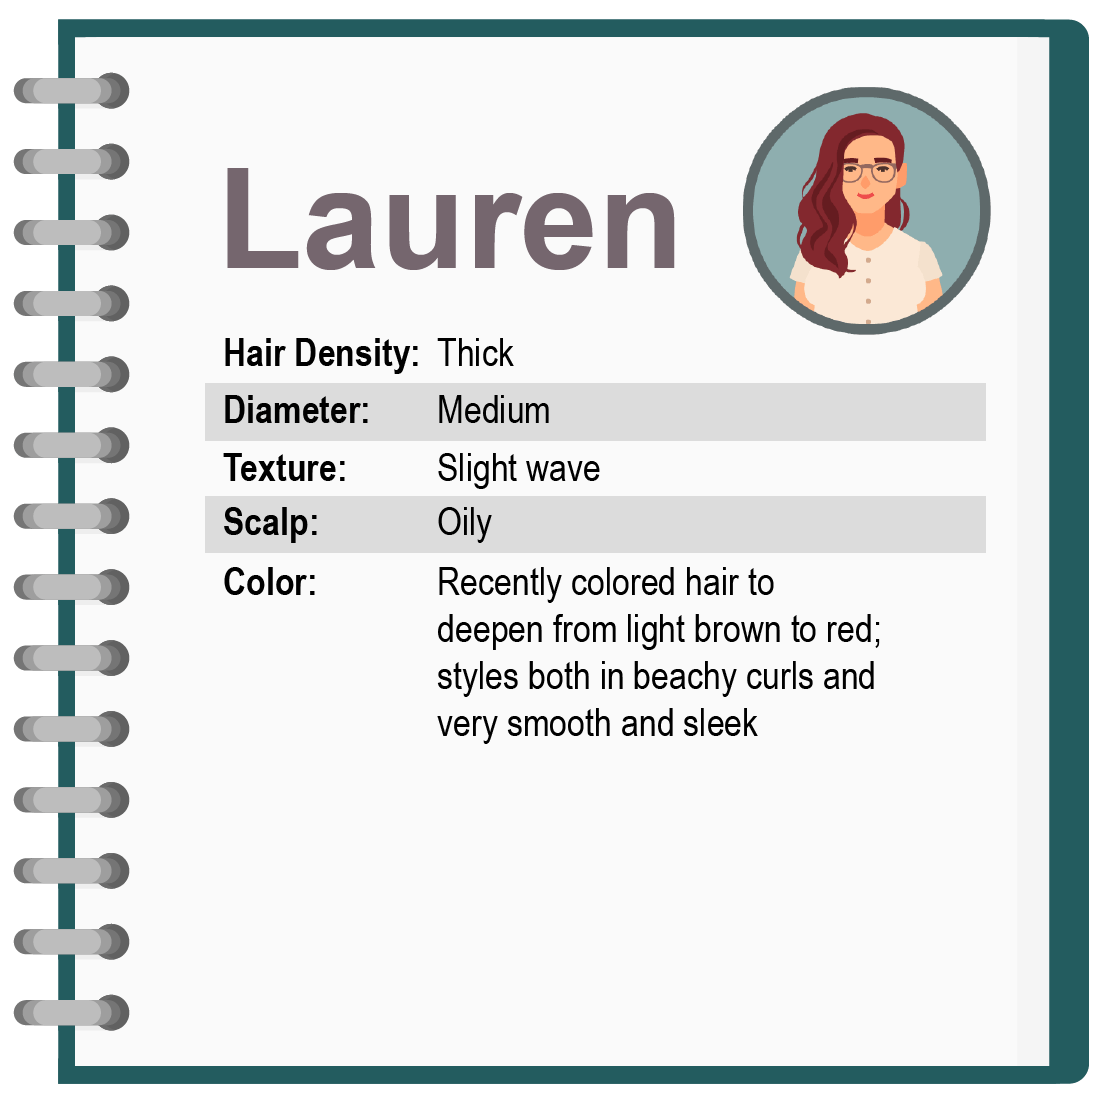 Lauren
Hair Density: Thick
Diameter: Medium
Texture: Slight wave
Scalp: Oily
Color: Recently colored hair to
deepen from light brown to red;
styles both in beachy curls and
very smooth and sleek